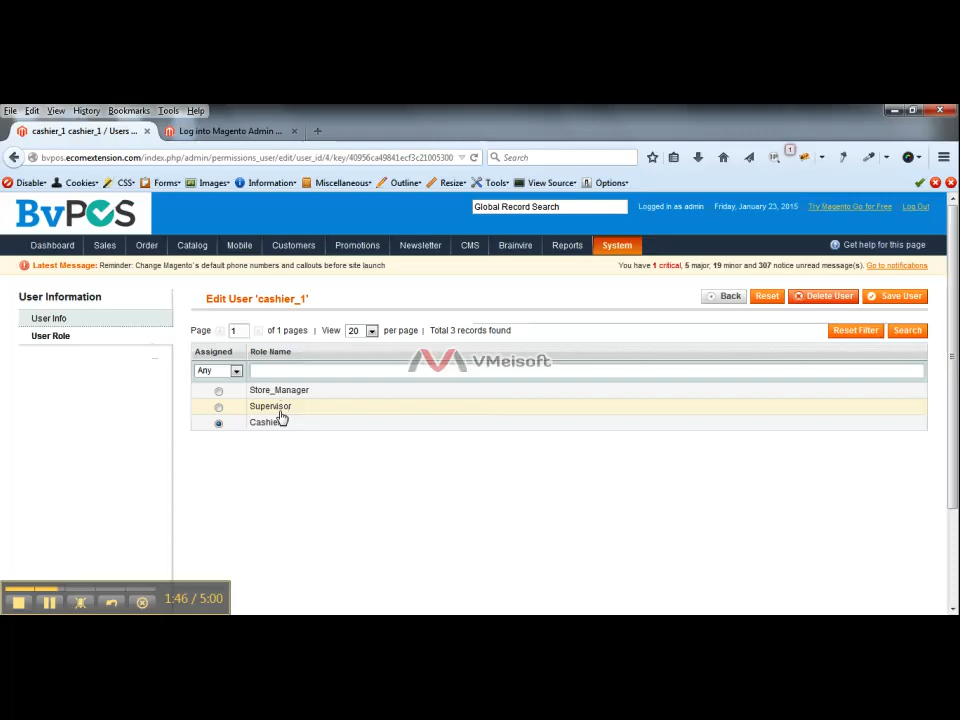 File Edit View History Bookmarks Tools Help
cashier_1 cashier_1 / Users ... × Log into Magento Admin ... × +
bvpos.ecomextension.com/index.php/admin/permissions_user/edit/user_id/4/key/40956ca49841ecf3c21005300 Search 1
Disable Cookies CSS Forms Images Information Miscellaneous Outline Resize Tools View Source Options
BvPOS Global Record Search Logged in as admin Friday, January 23, 2015 Try Magento Go for Free Log Out
Dashboard Sales Order Catalog Mobile Customers Promotions Newsletter CMS Brainvire Reports System Get help for this page
Latest Message: Reminder: Change Magento's default phone numbers and callouts before site launch You have 1 critical, 5 major, 19 minor and 307 notice unread message(s). Go to notifications
User Information
User Info
User Role
Edit User 'cashier_1' Back Reset Delete User Save User
Page 1 of 1 pages | View 20 per page | Total 3 records found Reset Filter Search
Assigned Role Name
VMeisoft
Any
Store_Manager
Supervisor
Cashier
1:46 / 5:00